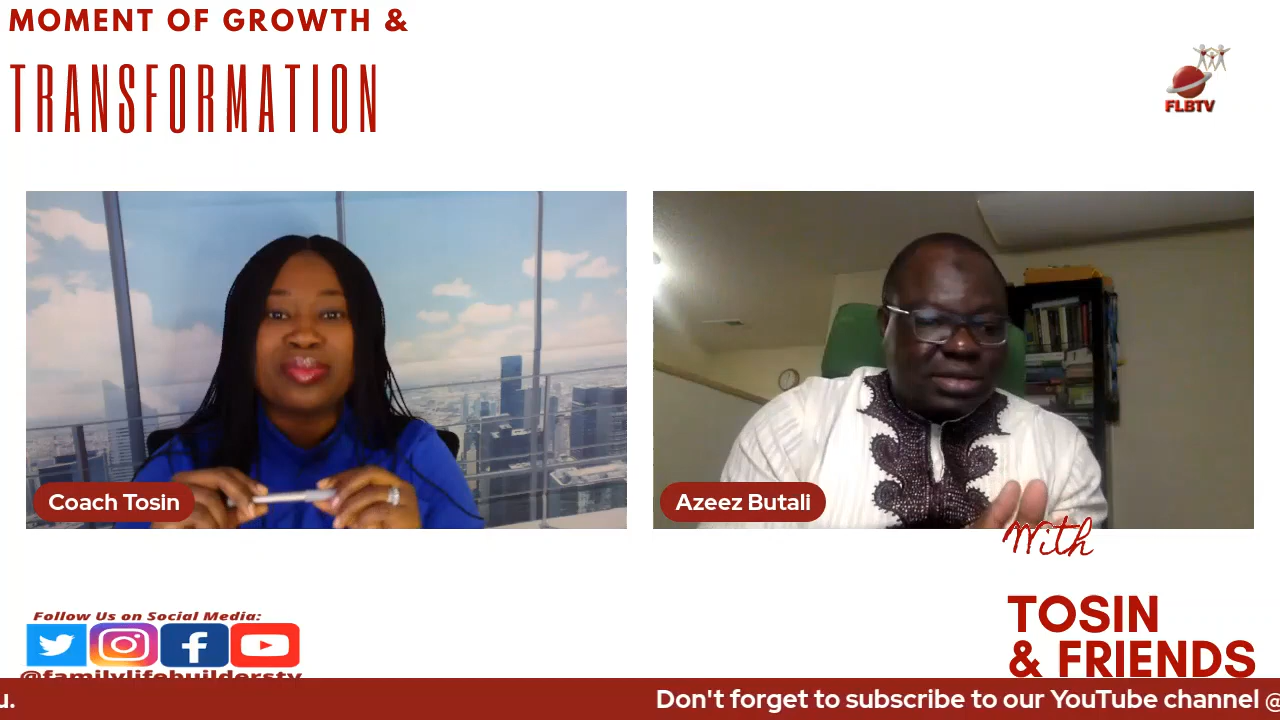 MOMENT OF GROWTH &
TRANSFORMATION
FLBTV
Coach Tosin
Azeez Butali
With
TOSIN
& FRIENDS
Follow Us on Social Media:
@familylifebuilderstv
u.
Don't forget to subscribe to our YouTube channel @